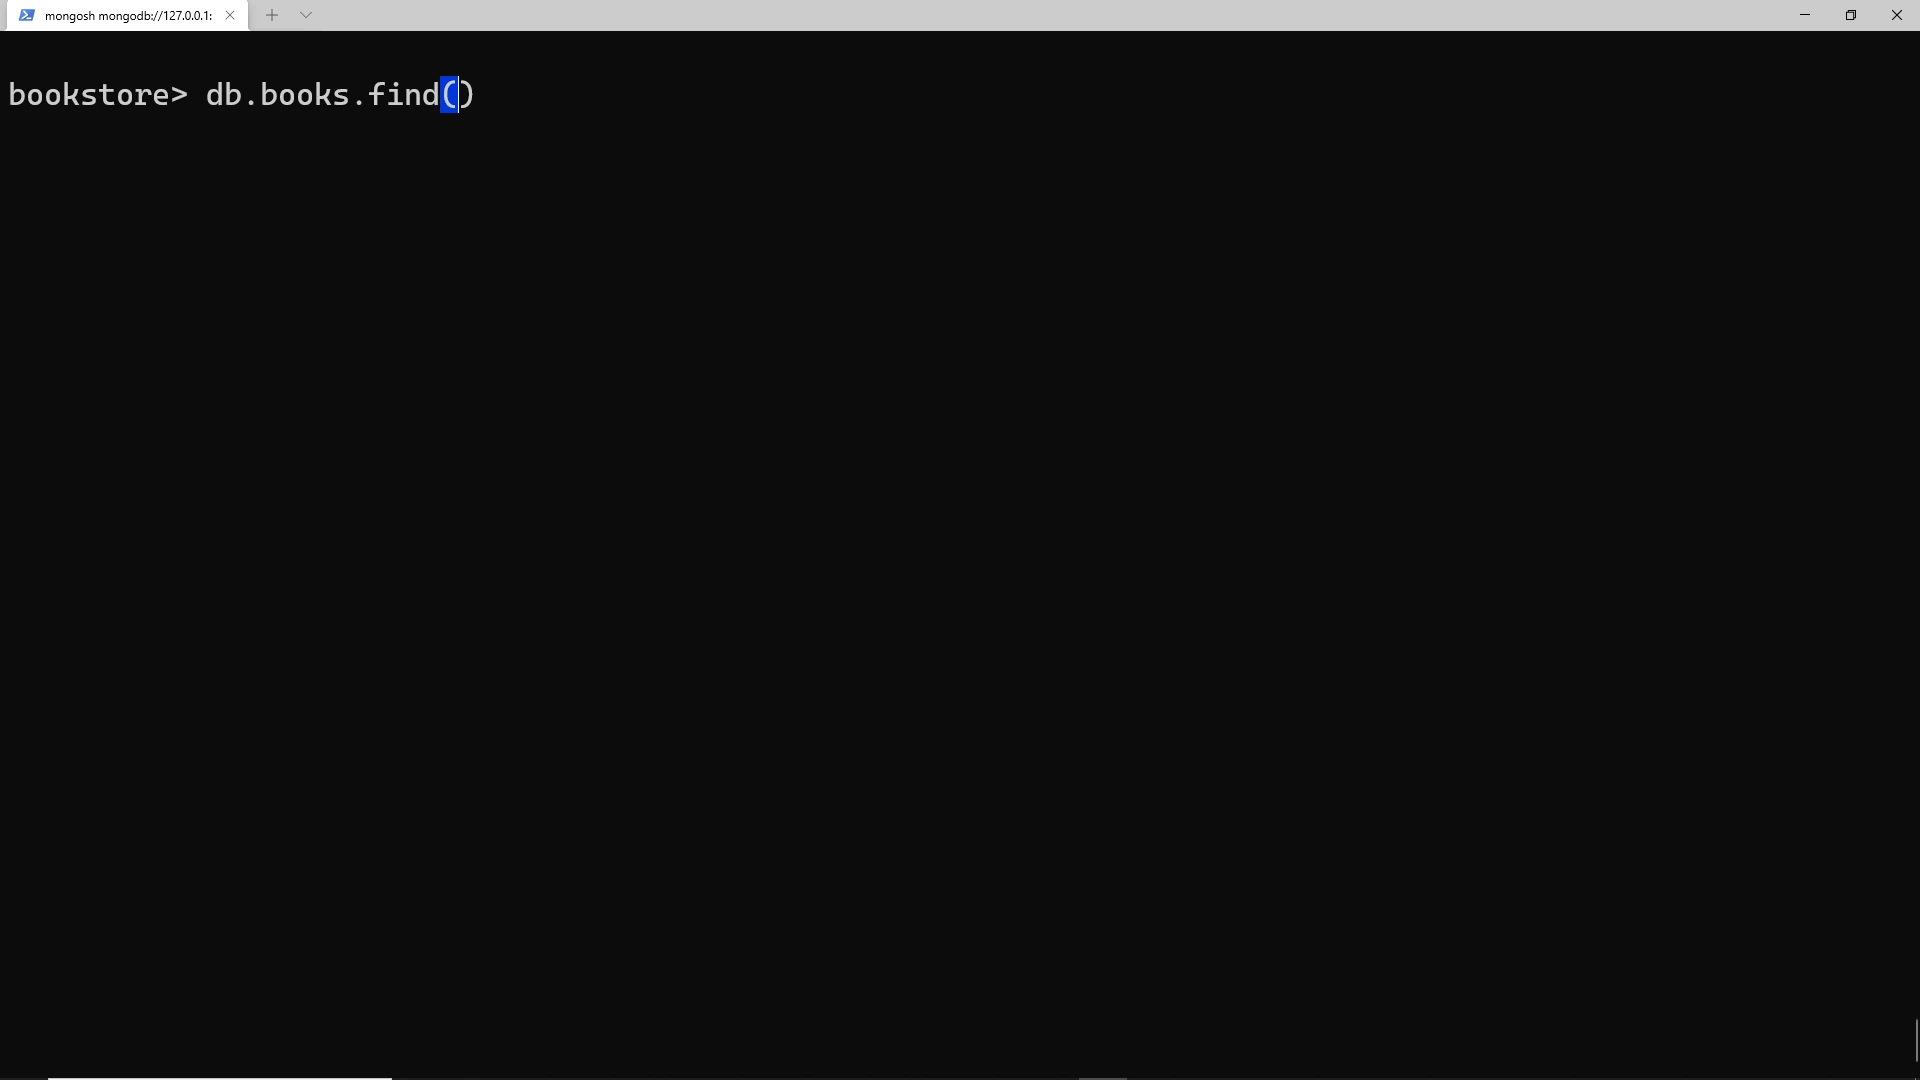 mongosh mongodb://127.0.0.1:
bookstore> db.books.find()